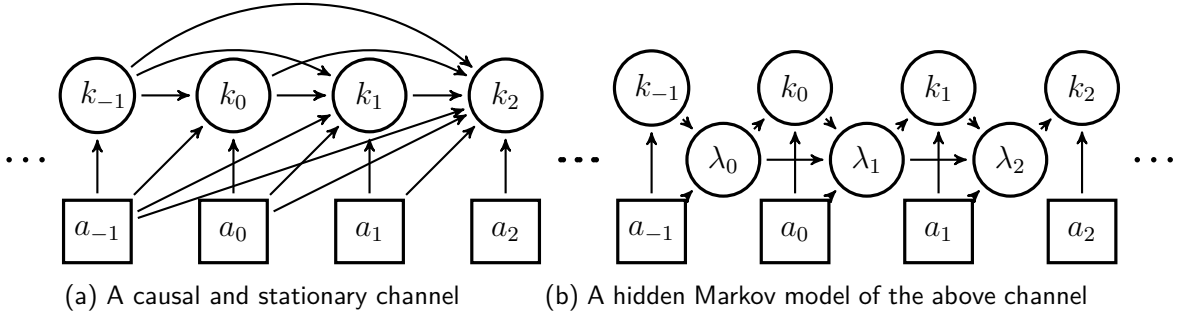 k₋₁ k₀ k₁ k₂ k₋₁ k₀ k₁ k₂
··· ··· λ₀ λ₁ λ₂ ···
a₋₁ a₀ a₁ a₂ a₋₁ a₀ a₁ a₂
(a) A causal and stationary channel (b) A hidden Markov model of the above channel